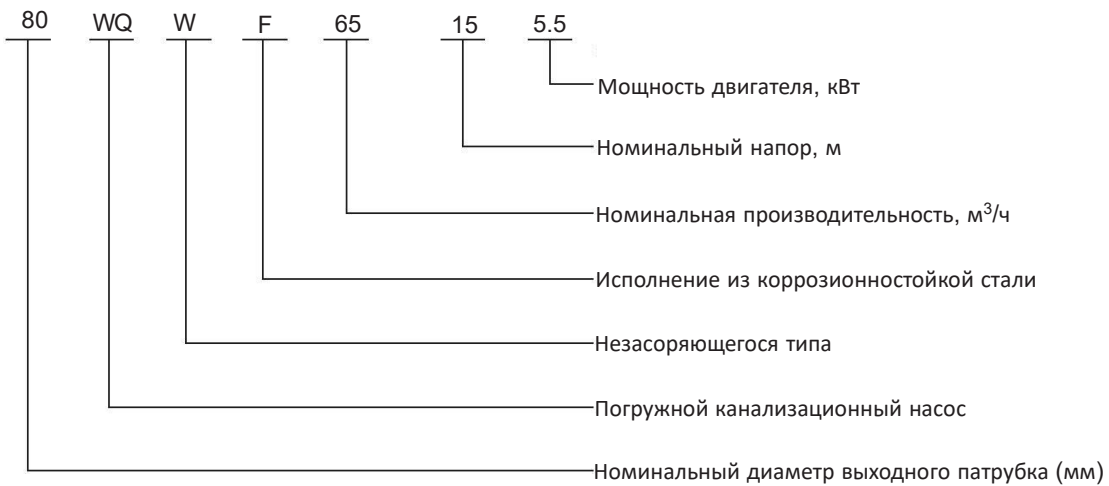 80 WQ W F 65 15 5.5
Мощность двигателя, кВт
Номинальный напор, м
Номинальная производительность, м³/ч
Исполнение из коррозионностойкой стали
Незасоряющегося типа
Погружной канализационный насос
Номинальный диаметр выходного патрубка (мм)